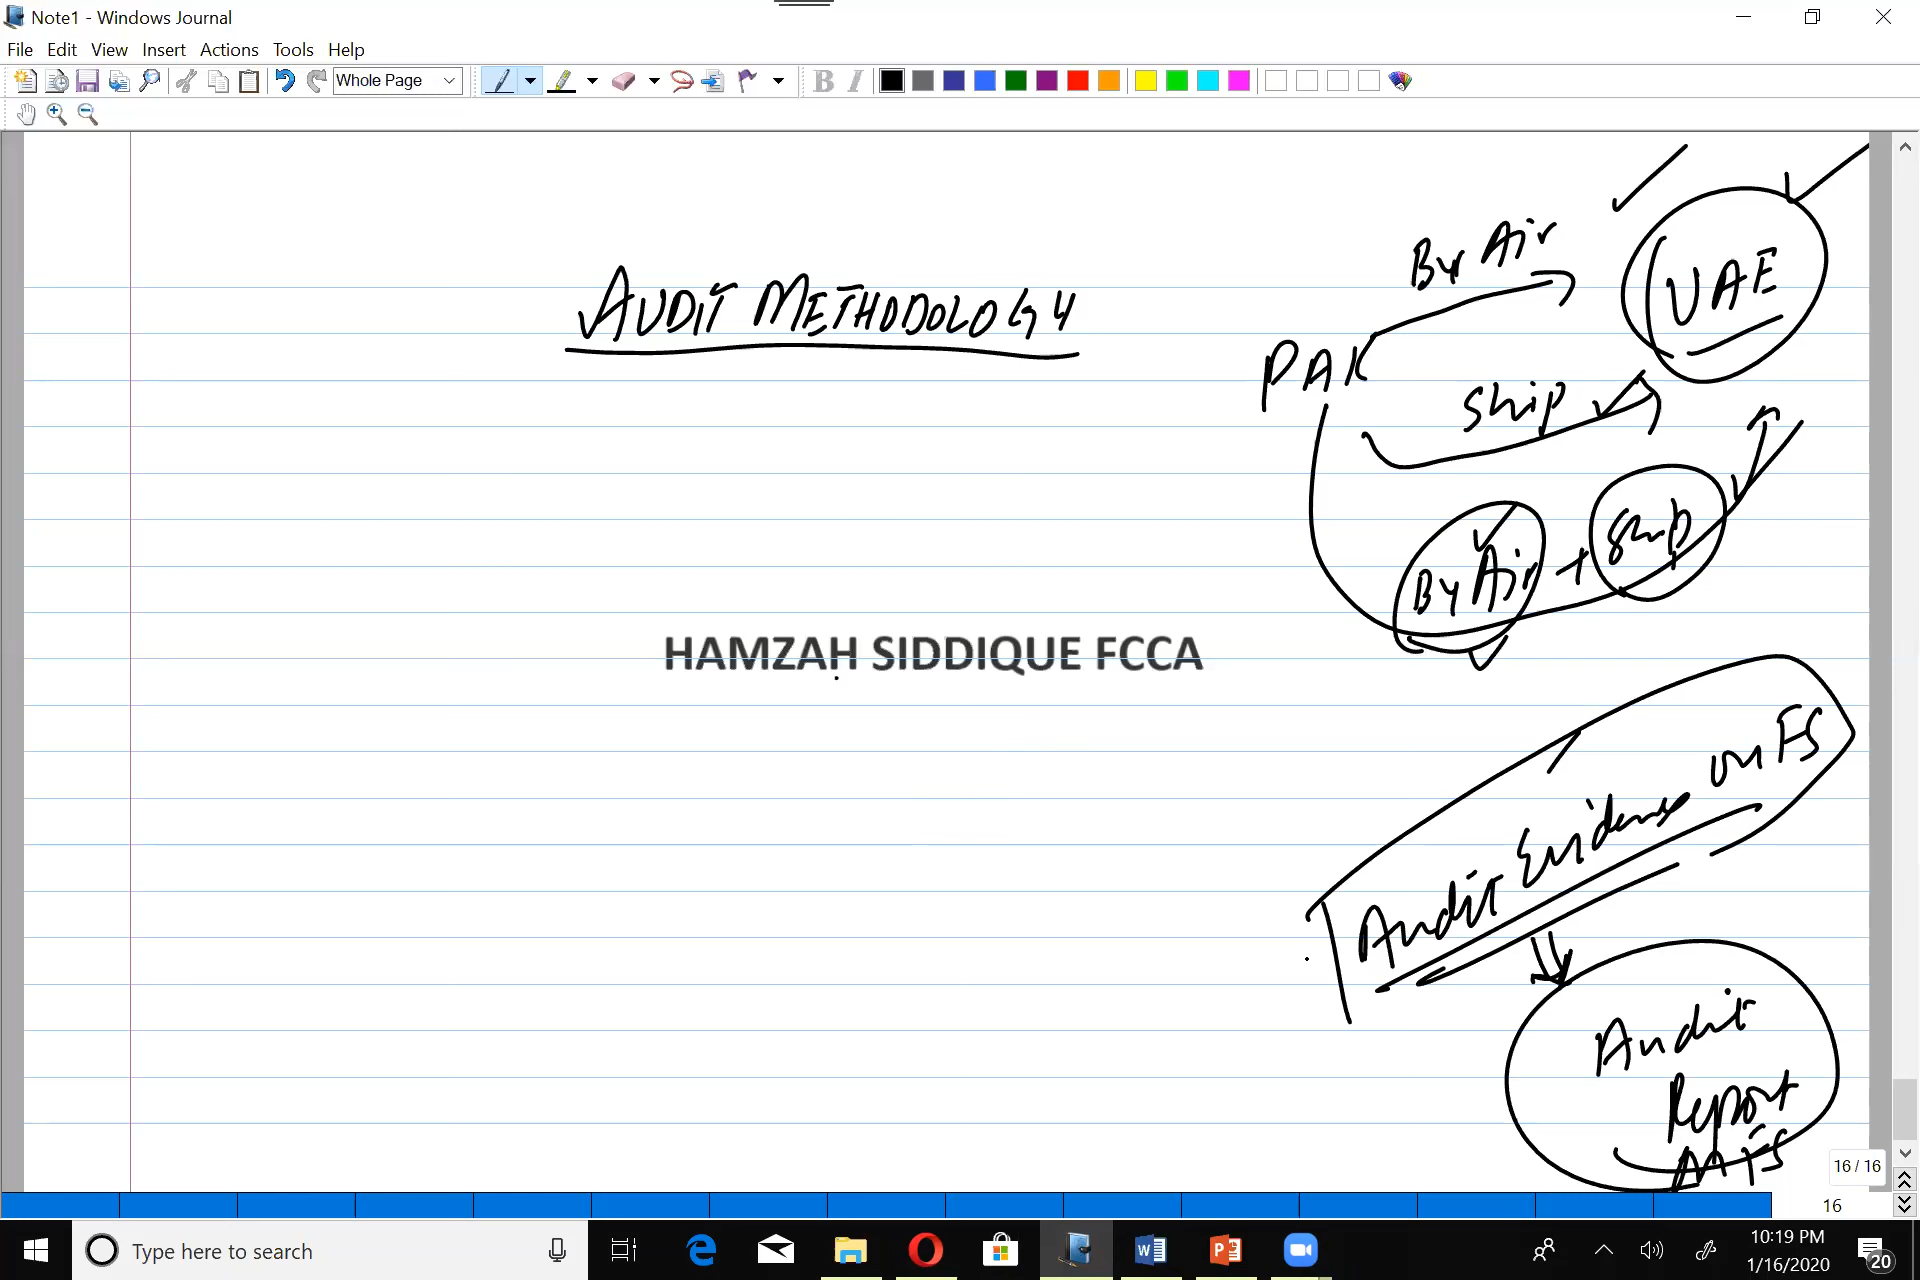 Note1 - Windows Journal
File Edit View Insert Actions Tools Help
Whole Page
B I
AUDIT METHODOLOGY
By Air
UAE
PAK
Ship
By Air + Ship
HAMZAH SIDDIQUE FCCA
Audit Evidence on FS
Audit
Report
FS
16 / 16
16
Type here to search
10:19 PM
1/16/2020
20